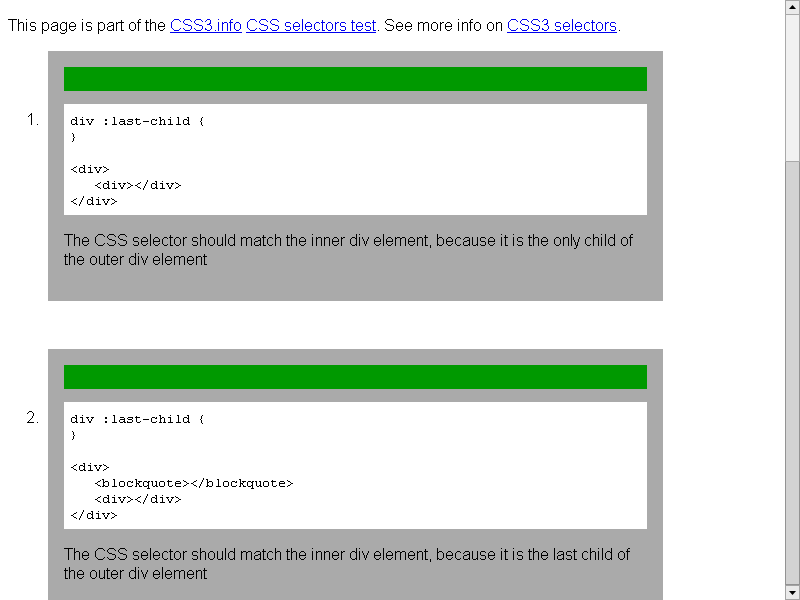 This page is part of the CSS3.info CSS selectors test. See more info on CSS3 selectors.
1.
div :last-child {
}
<div>
<div></div>
</div>
The CSS selector should match the inner div element, because it is the only child of
the outer div element
2.
div :last-child {
}
<div>
<blockquote></blockquote>
<div></div>
</div>
The CSS selector should match the inner div element, because it is the last child of
the outer div element